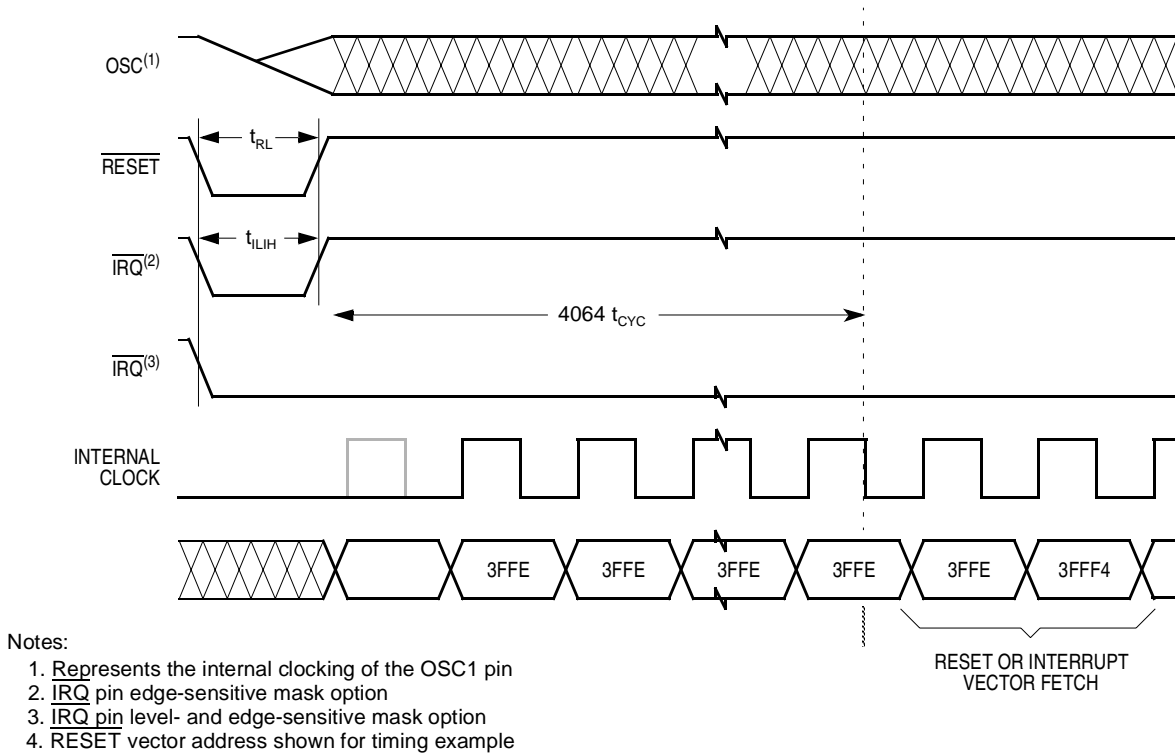 OSC(1)
tRL
RESET
tILIH
IRQ(2)
4064 tCYC
IRQ(3)
INTERNAL
CLOCK
3FFE 3FFE 3FFE 3FFE 3FFE 3FFF4
RESET OR INTERRUPT
VECTOR FETCH
Notes:
1. Represents the internal clocking of the OSC1 pin
2. IRQ pin edge-sensitive mask option
3. IRQ pin level- and edge-sensitive mask option
4. RESET vector address shown for timing example